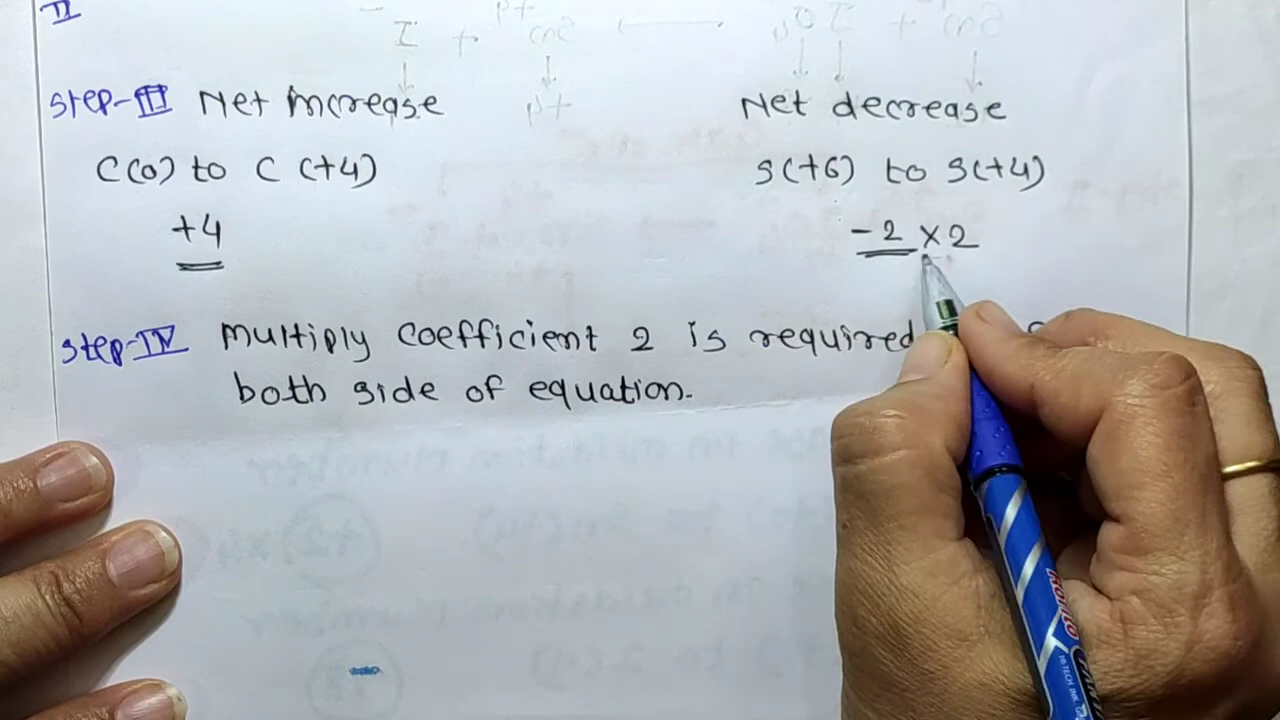 II
Step-III Net increase Net decrease
C(0) to C (+4) S(+6) to S(+4)
+4 -2 × 2
Step-IV Multiply coefficient 2 is required
both side of equation.